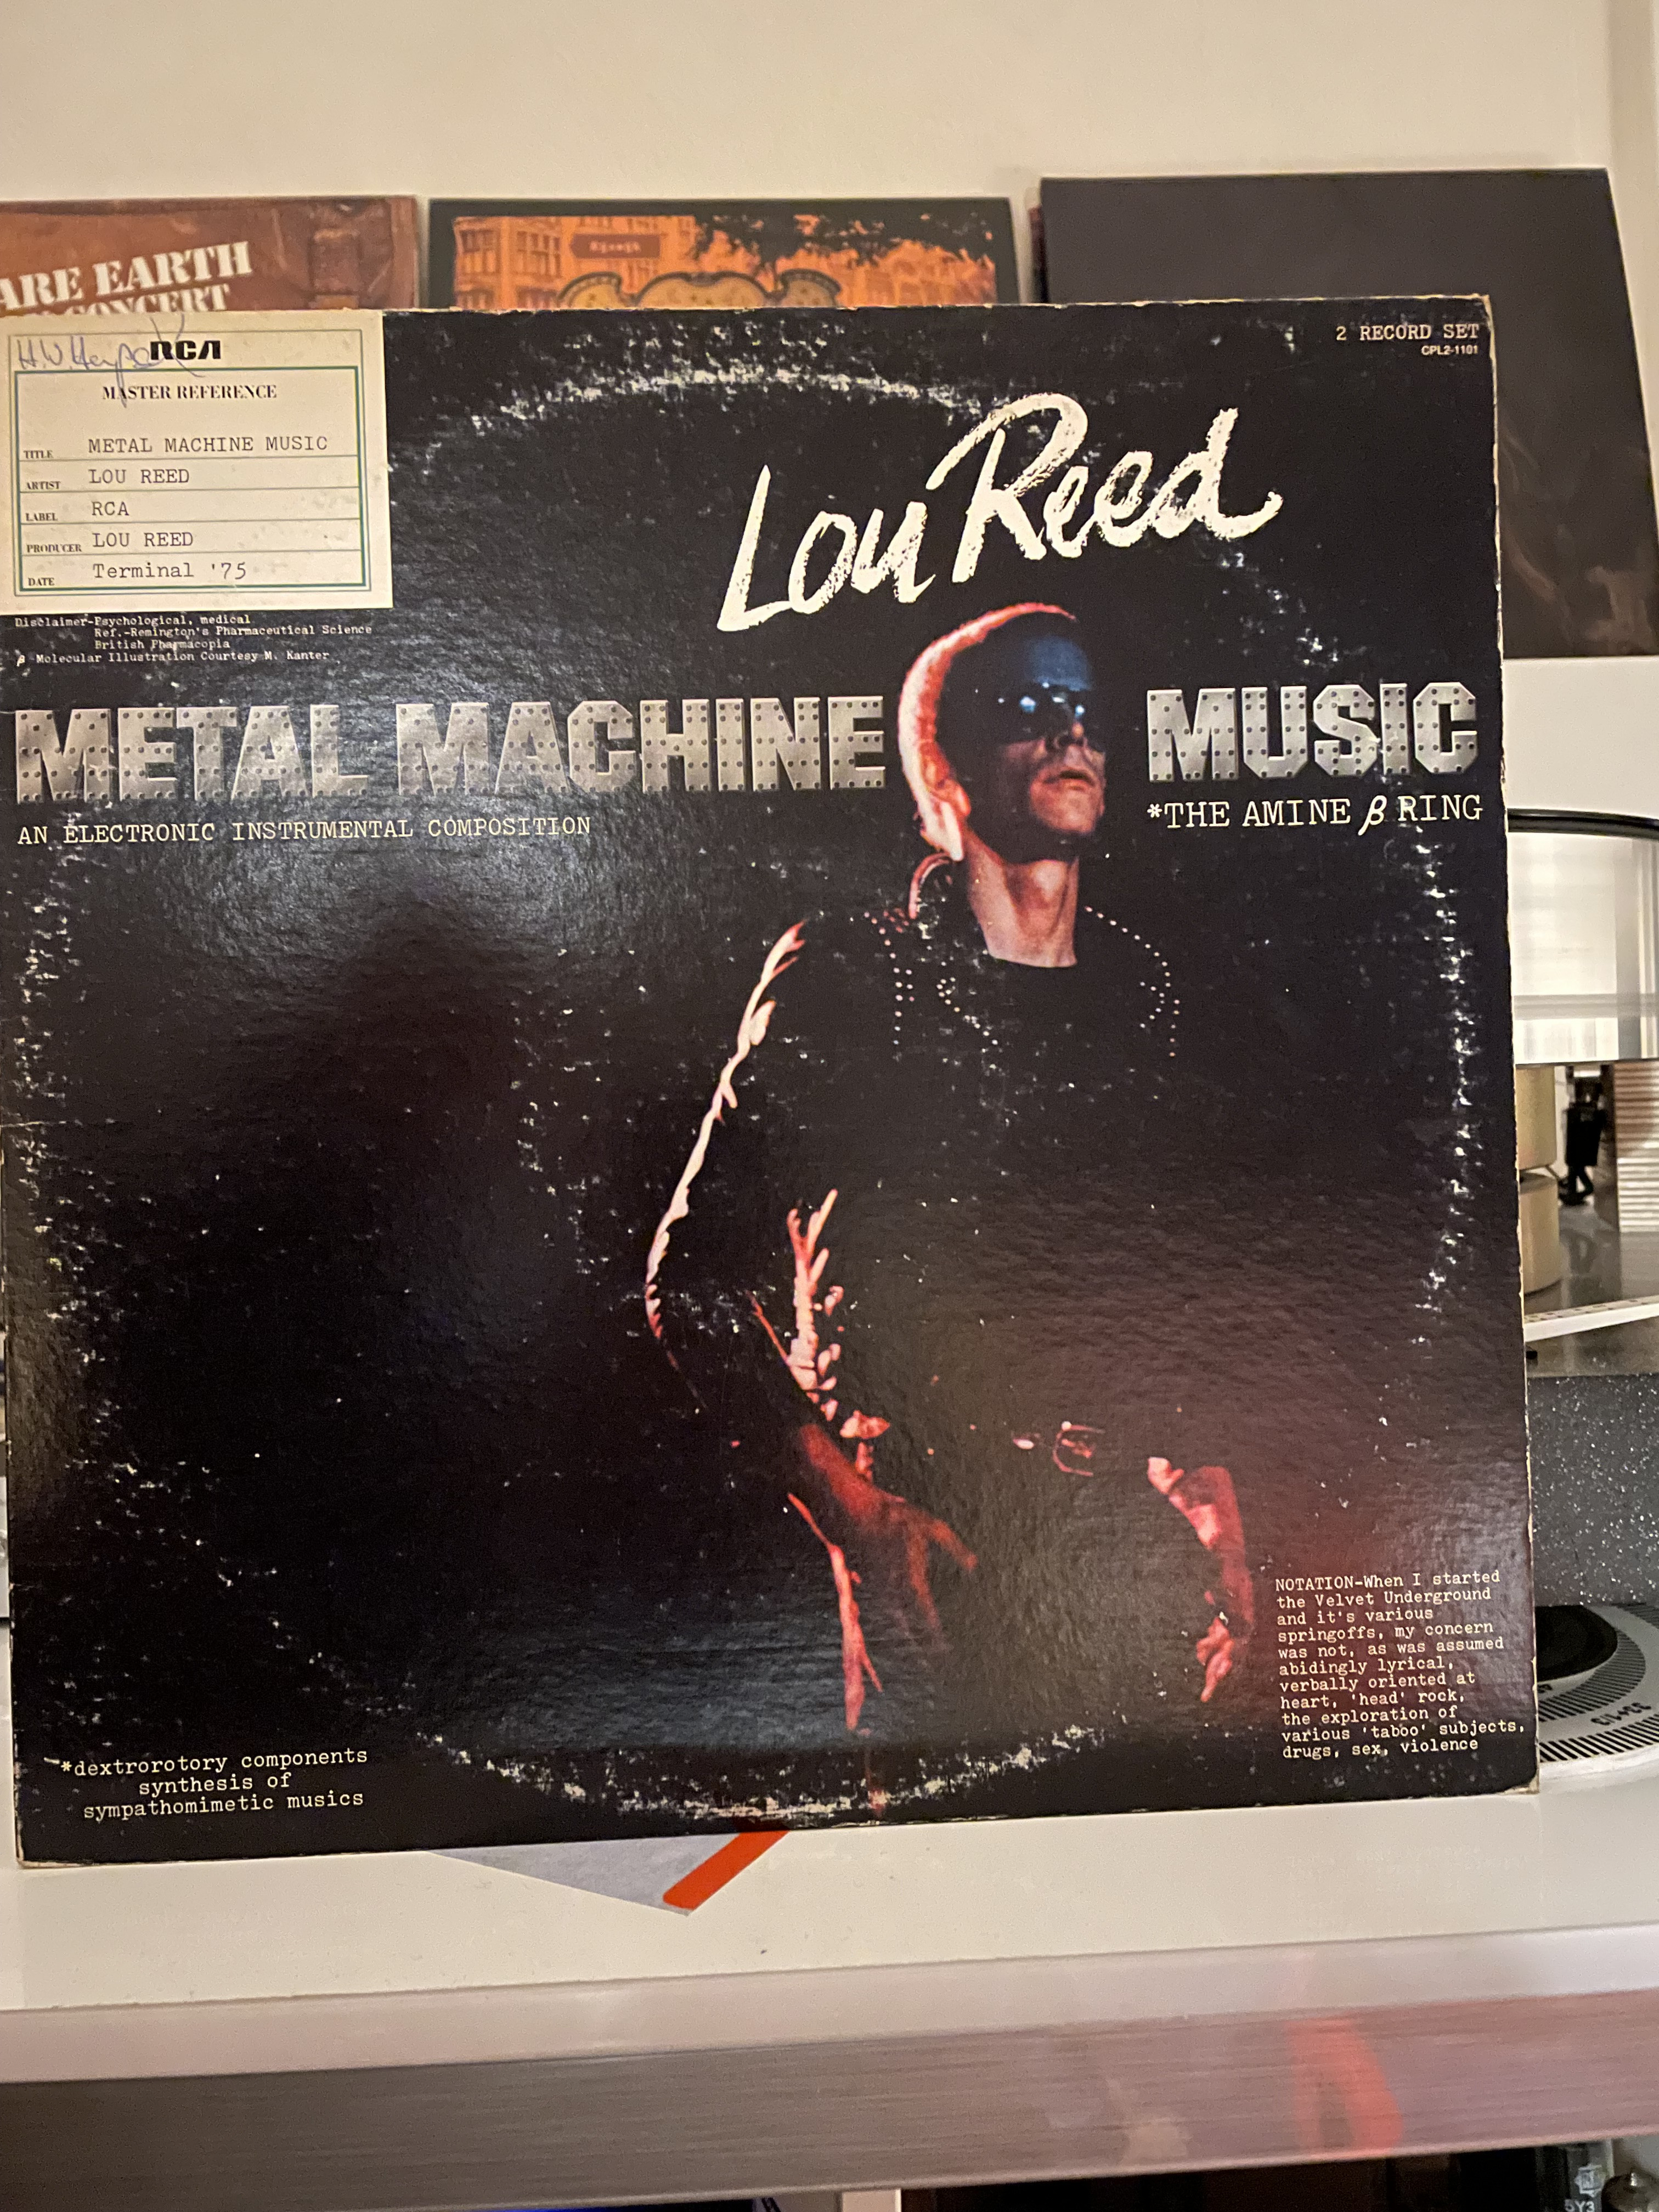 ARE EARTH
CONCERT
RCA
MASTER REFERENCE
TITLE METAL MACHINE MUSIC
ARTIST LOU REED
LABEL RCA
PRODUCER LOU REED
DATE Terminal '75
Disclaimer-Psychological, medical
Ref.-Remington's Pharmaceutical Science
British Pharmacopia
β Molecular Illustration Courtesy M. Kanter
2 RECORD SET
CPL2-1101
Lou Reed
METAL MACHINE MUSIC
AN ELECTRONIC INSTRUMENTAL COMPOSITION
*THE AMINE β RING
NOTATION-When I started
the Velvet Underground
and it's various
springoffs, my concern
was not, as was assumed
abidingly lyrical,
verbally oriented at
heart, 'head' rock,
the exploration of
various 'taboo' subjects,
drugs, sex, violence
*dextrorotory components
synthesis of
sympathomimetic musics